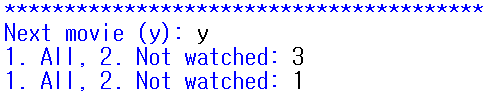 ****************************************
Next movie (y): y
1. All, 2. Not watched: 3
1. All, 2. Not watched: 1